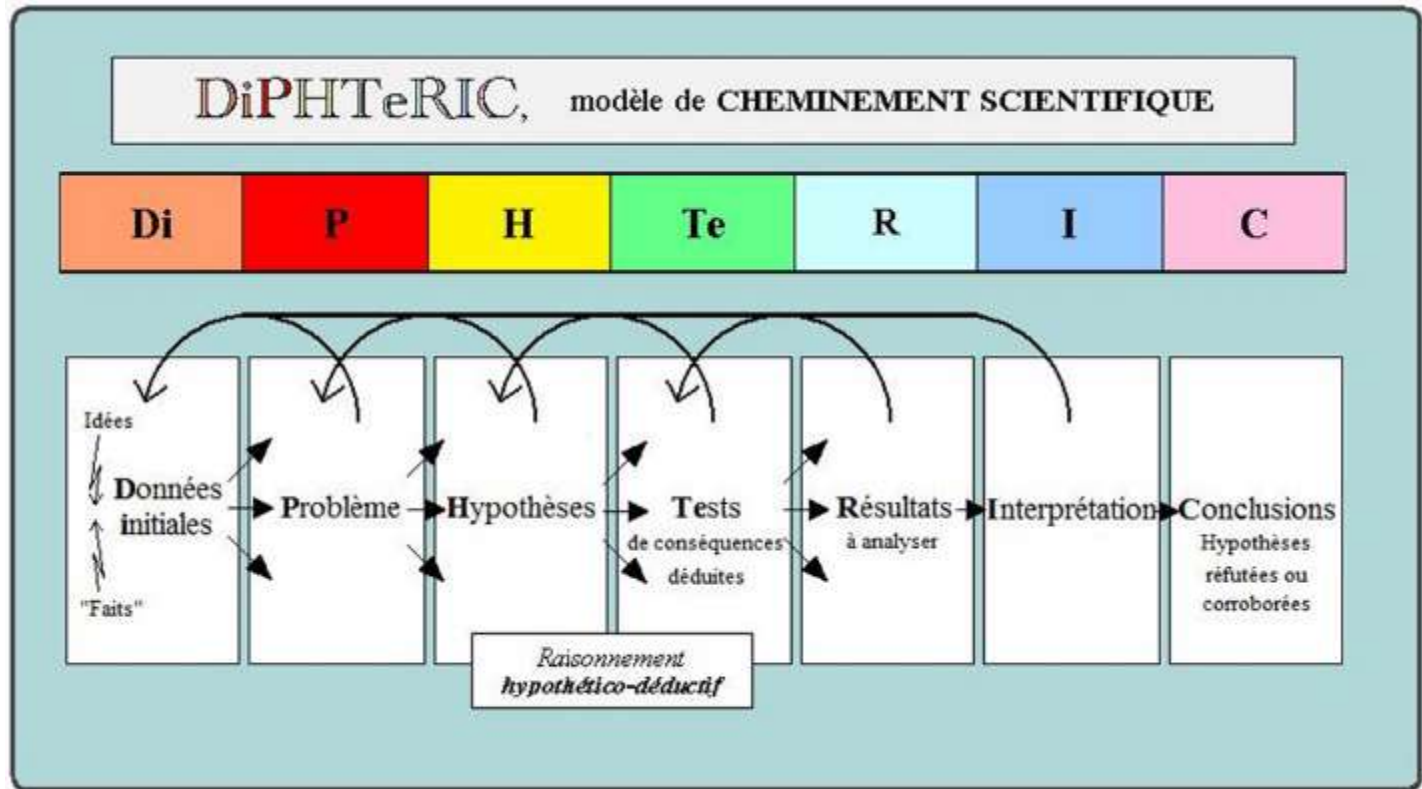 DiPHTeRIC, modèle de CHEMINEMENT SCIENTIFIQUE
Di P H Te R I C
Idées
Données
initiales
"Faits"
Problème
Hypothèses
Tests
de conséquences
déduites
Raisonnement
hypothético-déductif
Résultats
à analyser
Interprétation
Conclusions
Hypothèses
réfutées ou
corroborées